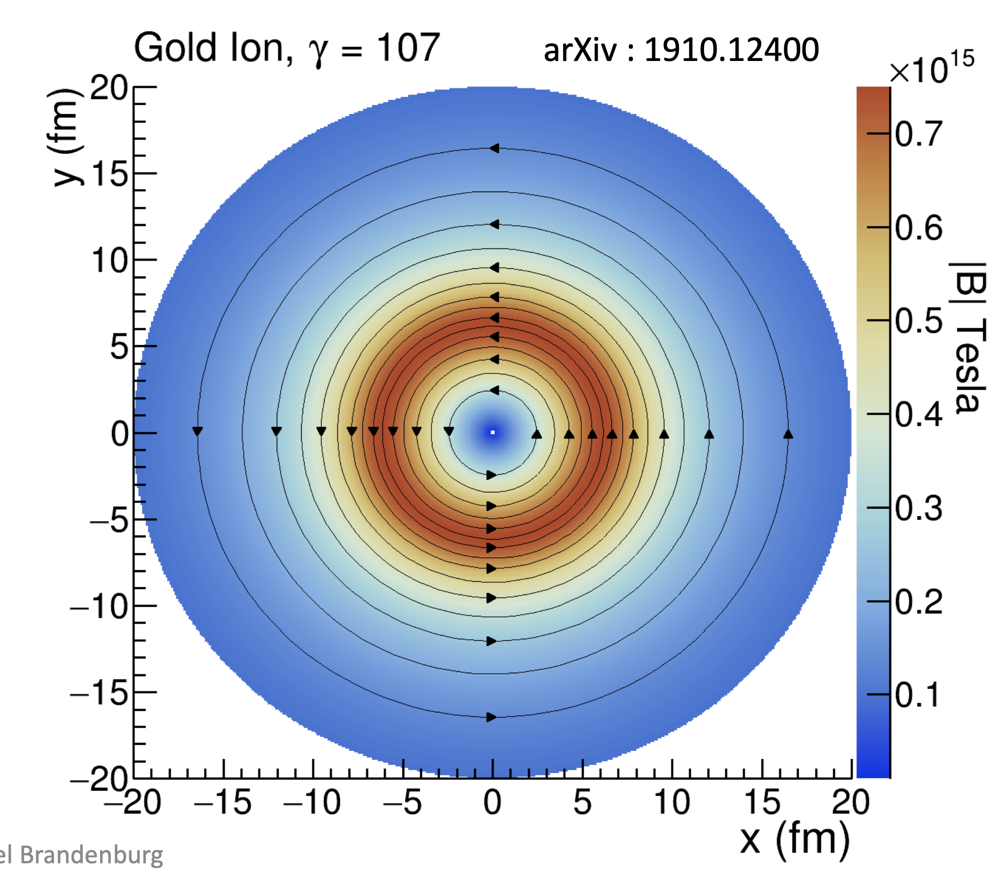 Gold Ion, γ = 107
arXiv : 1910.12400
×10¹⁵
y (fm)
20
15
10
5
0
−5
−10
−15
−20
−20 −15 −10 −5 0 5 10 15 20
x (fm)
0.7
0.6
0.5
0.4
0.3
0.2
0.1
|B| Tesla
el Brandenburg